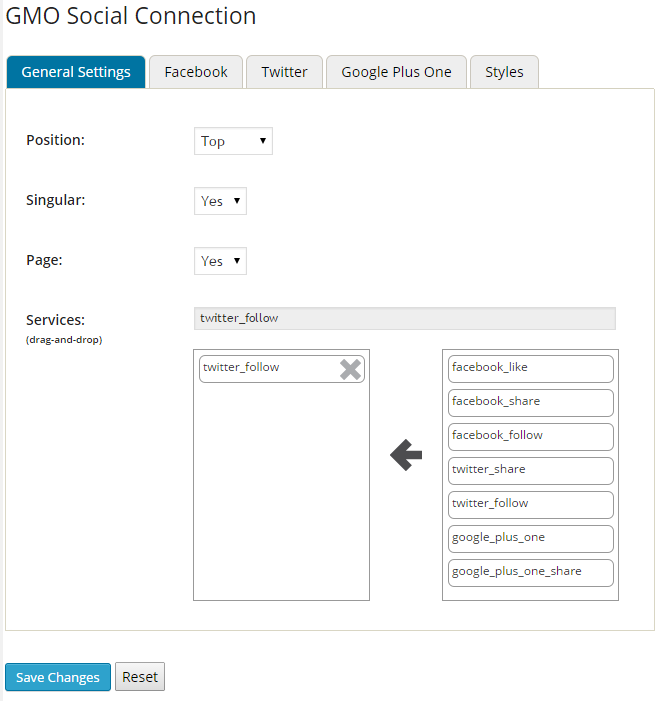 GMO Social Connection
General Settings
Facebook
Twitter
Google Plus One
Styles
Position:
Top
Singular:
Yes
Page:
Yes
Services:
twitter_follow
(drag-and-drop)
twitter_follow
facebook_like
facebook_share
facebook_follow
twitter_share
twitter_follow
google_plus_one
google_plus_one_share
Save Changes
Reset